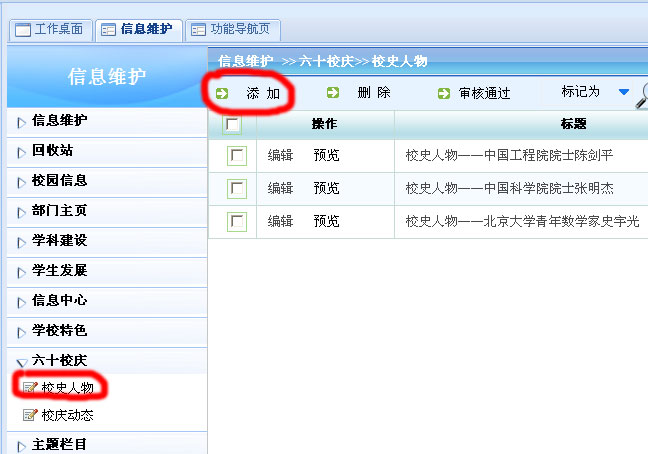 工作桌面 信息维护 功能导航页
信息维护
信息维护
回收站
校园信息
部门主页
学科建设
学生发展
信息中心
学校特色
六十校庆
校史人物
校庆动态
主题栏目
信息维护 >>六十校庆>>校史人物
添 加 删 除 审核通过 标记为
操作 标题
编辑 预览 校史人物——中国工程院院士陈剑平
编辑 预览 校史人物——中国科学院院士张明杰
编辑 预览 校史人物——北京大学青年数学家史宇光